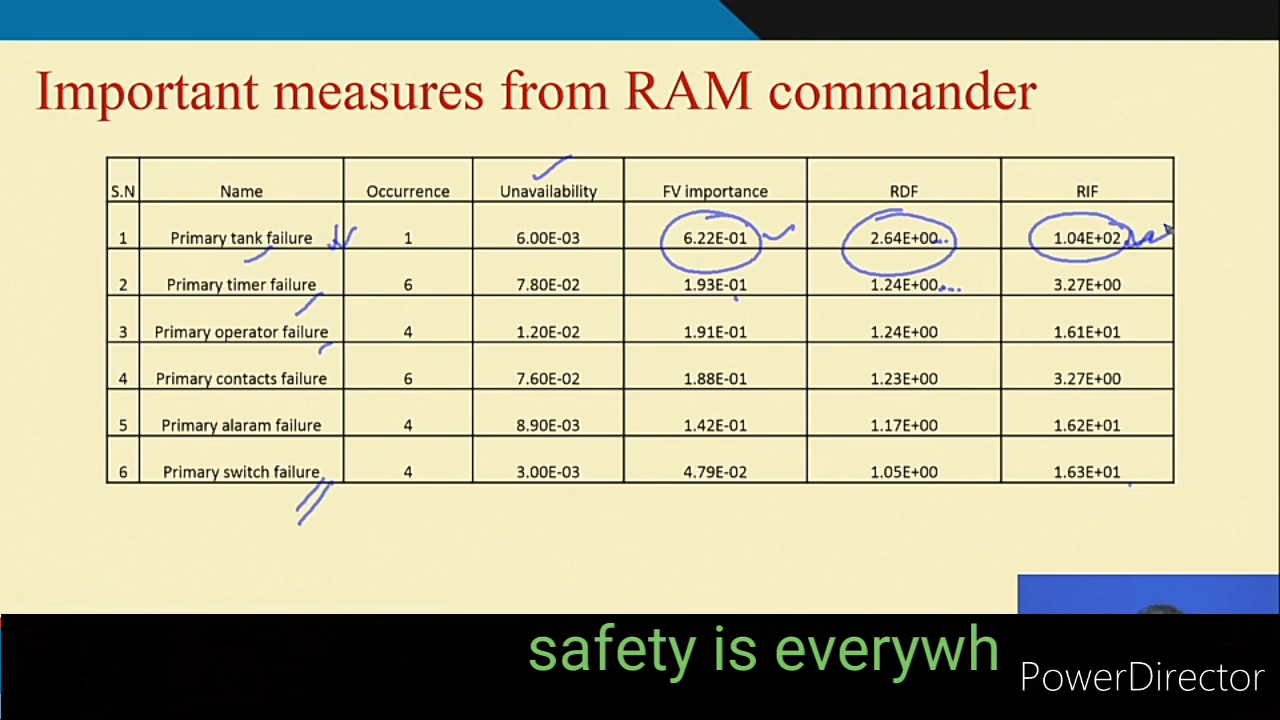 Important measures from RAM commander
S.N Name Occurrence Unavailability FV importance RDF RIF
1 Primary tank failure 1 6.00E-03 6.22E-01 2.64E+00 1.04E+02
2 Primary timer failure 6 7.80E-02 1.93E-01 1.24E+00 3.27E+00
3 Primary operator failure 4 1.20E-02 1.91E-01 1.24E+00 1.61E+01
4 Primary contacts failure 6 7.60E-02 1.88E-01 1.23E+00 3.27E+00
5 Primary alaram failure 4 8.90E-03 1.42E-01 1.17E+00 1.62E+01
6 Primary switch failure 4 3.00E-03 4.79E-02 1.05E+00 1.63E+01
safety is everywh
PowerDirector